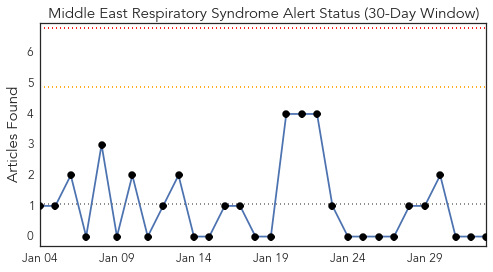 Middle East Respiratory Syndrome Alert Status (30-Day Window)
Articles Found
6
5
4
3
2
1
0
Jan 04 Jan 09 Jan 14 Jan 19 Jan 24 Jan 29